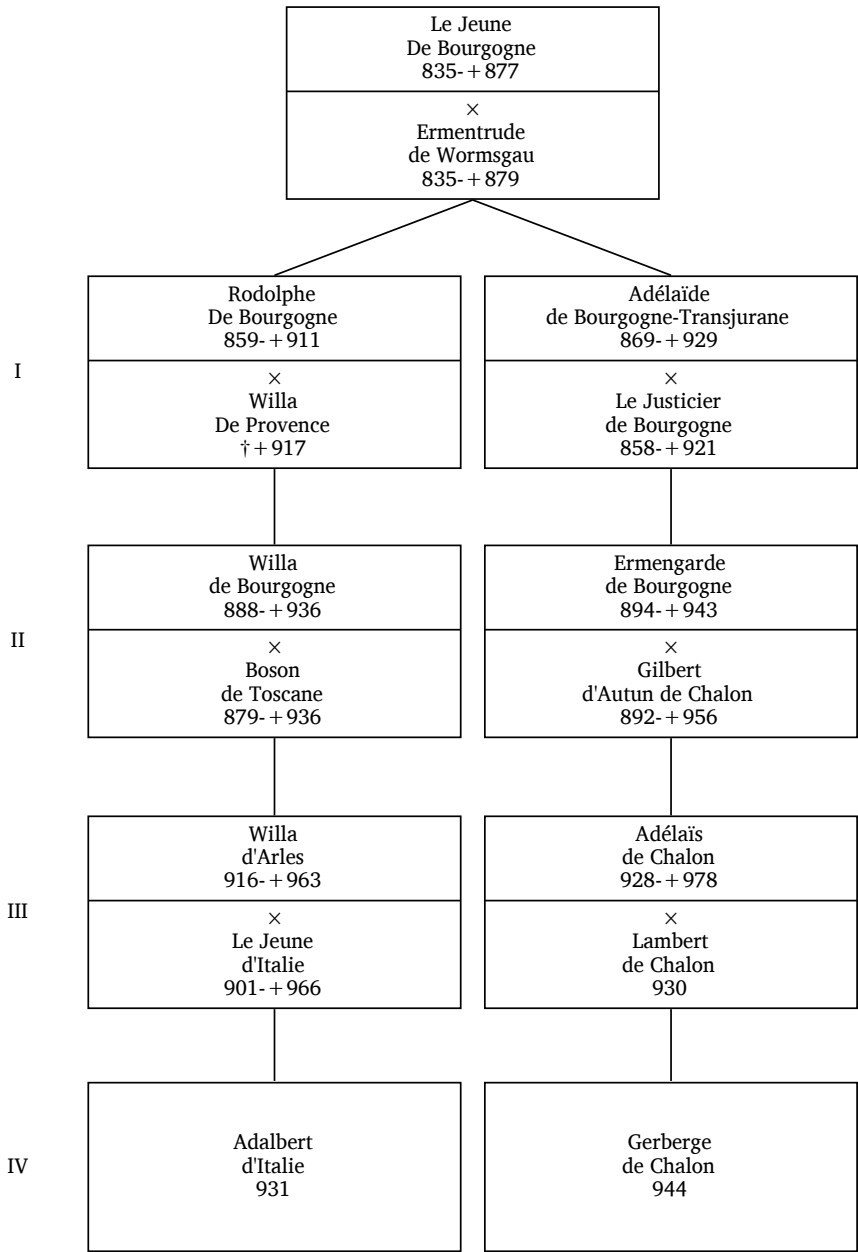 Le Jeune
De Bourgogne
835-+877
×
Ermentrude
de Wormsgau
835-+879
I
Rodolphe
De Bourgogne
859-+911
×
Willa
De Provence
†+917
Adélaïde
de Bourgogne-Transjurane
869-+929
×
Le Justicier
de Bourgogne
858-+921
II
Willa
de Bourgogne
888-+936
×
Boson
de Toscane
879-+936
Ermengarde
de Bourgogne
894-+943
×
Gilbert
d'Autun de Chalon
892-+956
III
Willa
d'Arles
916-+963
×
Le Jeune
d'Italie
901-+966
Adélaïs
de Chalon
928-+978
×
Lambert
de Chalon
930
IV
Adalbert
d'Italie
931
Gerberge
de Chalon
944